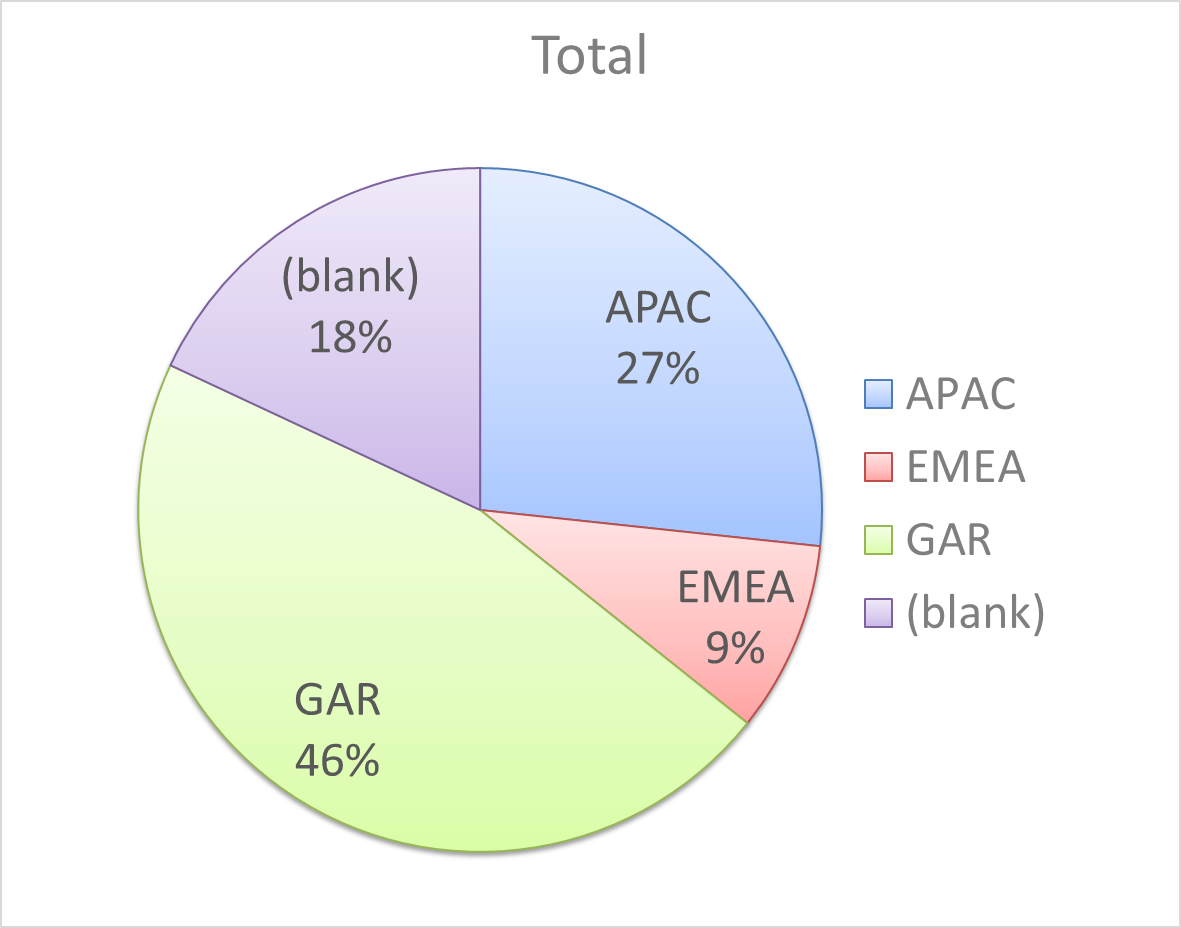 Total
(blank)
18%
APAC
27%
EMEA
9%
GAR
46%
APAC
EMEA
GAR
(blank)